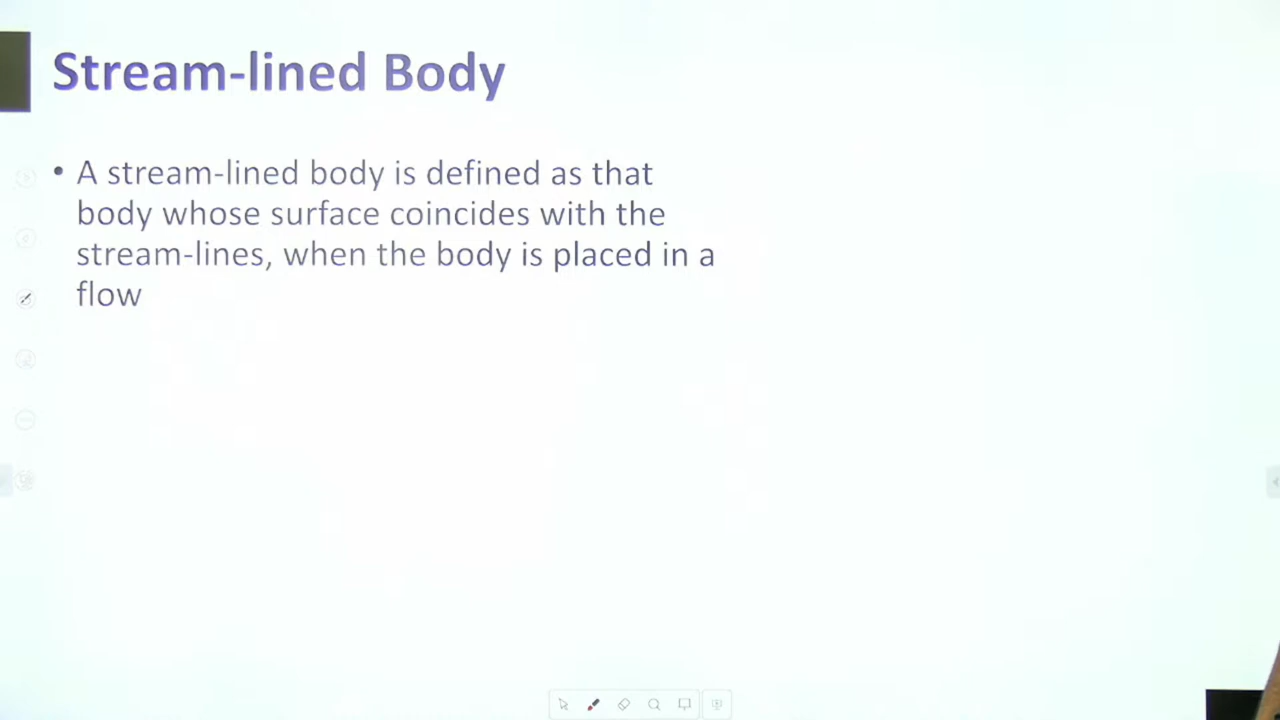 Stream-lined Body
• A stream-lined body is defined as that
body whose surface coincides with the
stream-lines, when the body is placed in a
flow